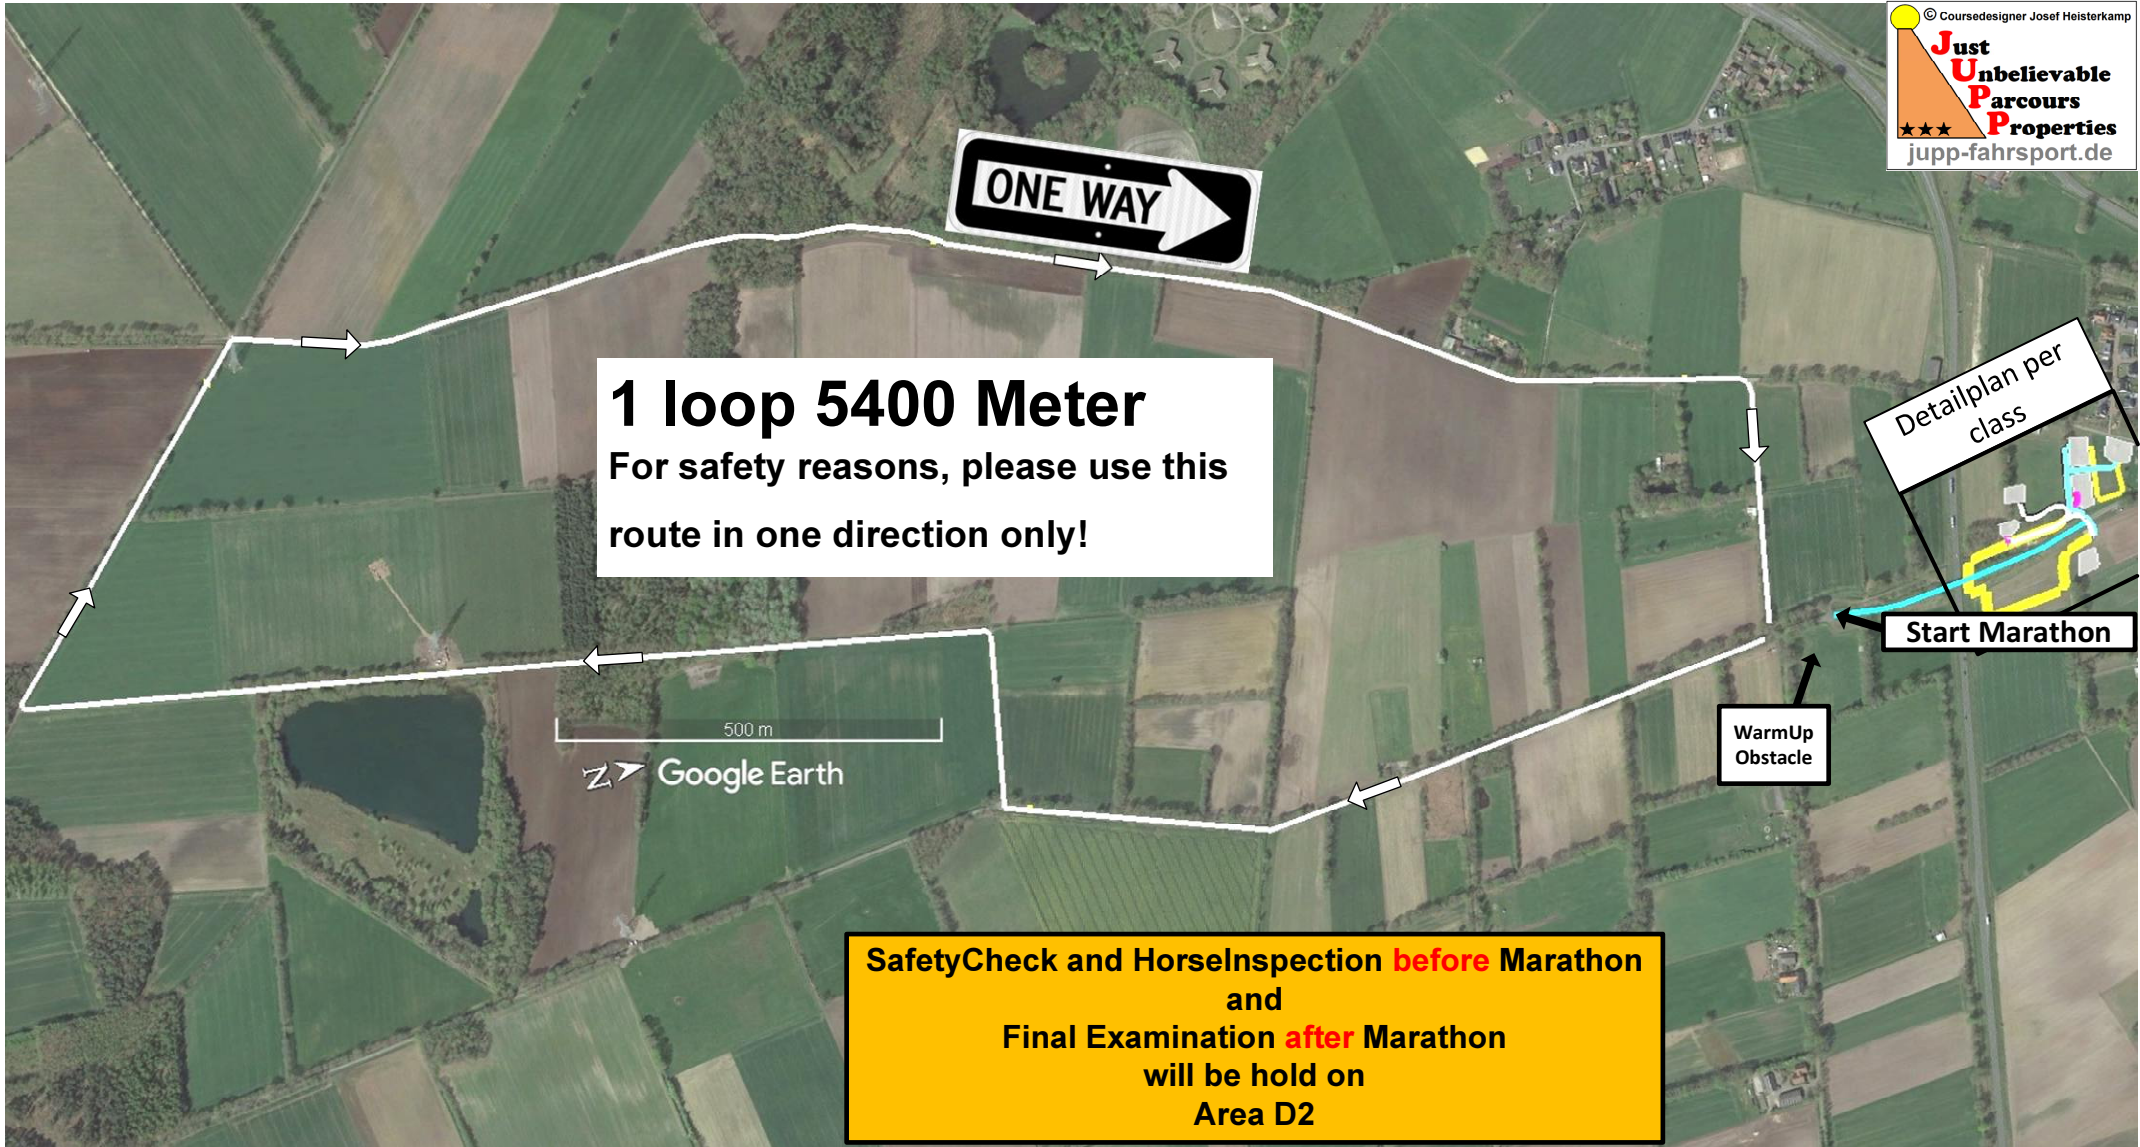 © Coursedesigner Josef Heisterkamp
Just
Unbelievable
Parcours
Properties
jupp-fahrsport.de
ONE WAY
Detailplan per
class
1 loop 5400 Meter
For safety reasons, please use this
route in one direction only!
Start Marathon
WarmUp
Obstacle
500 m
N
Google Earth
SafetyCheck and HorseInspection before Marathon
and
Final Examination after Marathon
will be hold on
Area D2